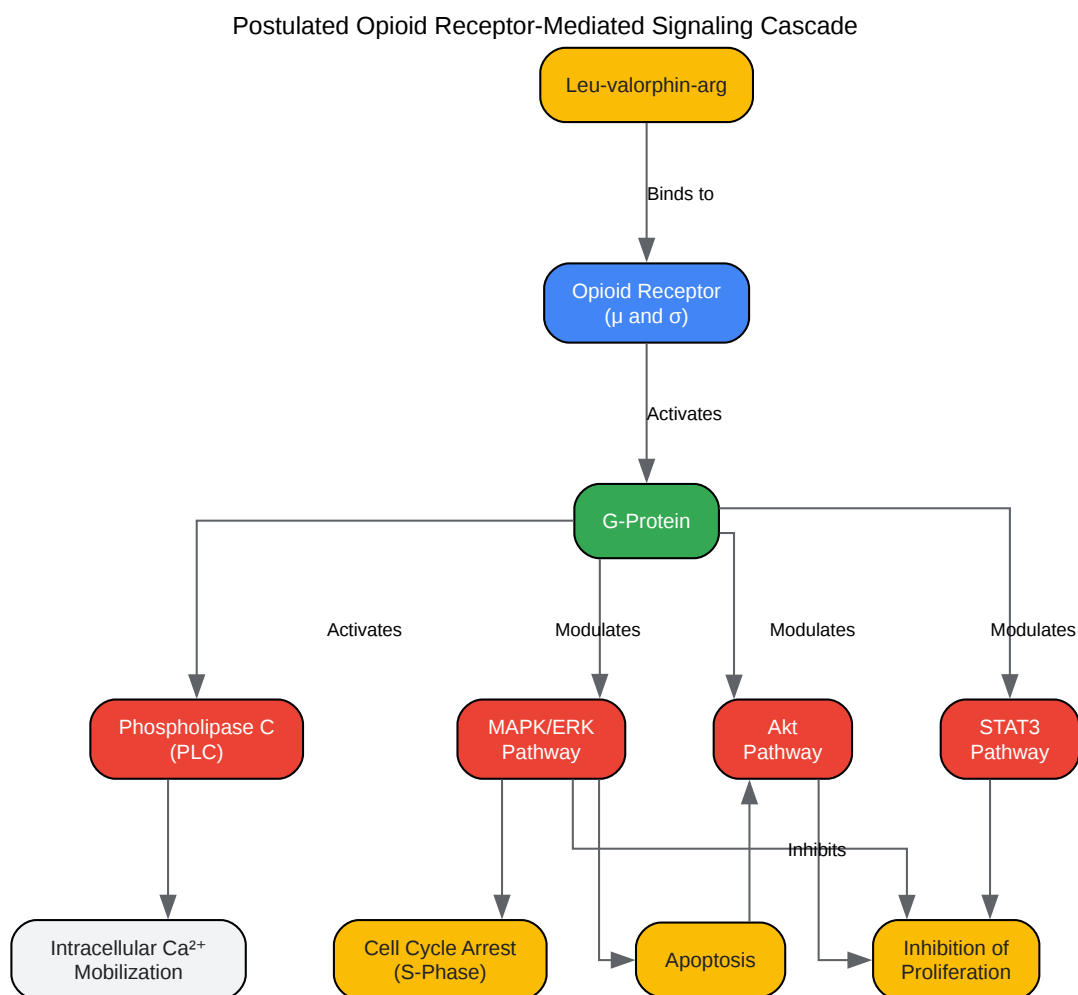 Postulated Opioid Receptor-Mediated Signaling Cascade
Leu-valorphin-arg
Binds to
Opioid Receptor
(μ and σ)
Activates
G-Protein
Activates
Modulates
Modulates
Modulates
Phospholipase C
(PLC)
MAPK/ERK
Pathway
Akt
Pathway
STAT3
Pathway
Inhibits
Intracellular Ca²⁺
Mobilization
Cell Cycle Arrest
(S-Phase)
Apoptosis
Inhibition of
Proliferation